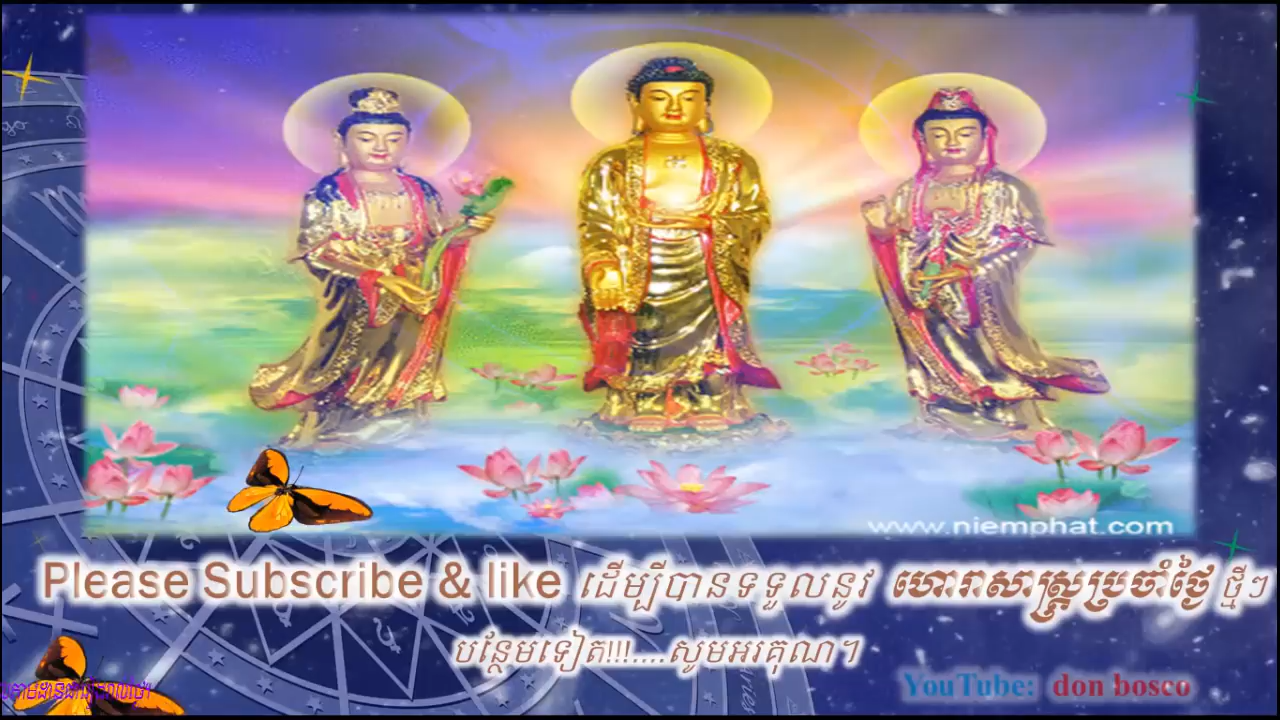 www.niemphat.com
Please Subscribe & like ដើម្បីបានទទួលនូវ ហោរាសាស្ត្រប្រចាំថ្ងៃ ថ្មីៗ
បន្ថែមទៀត!!!....សូមអរគុណ។
YouTube: don bosco